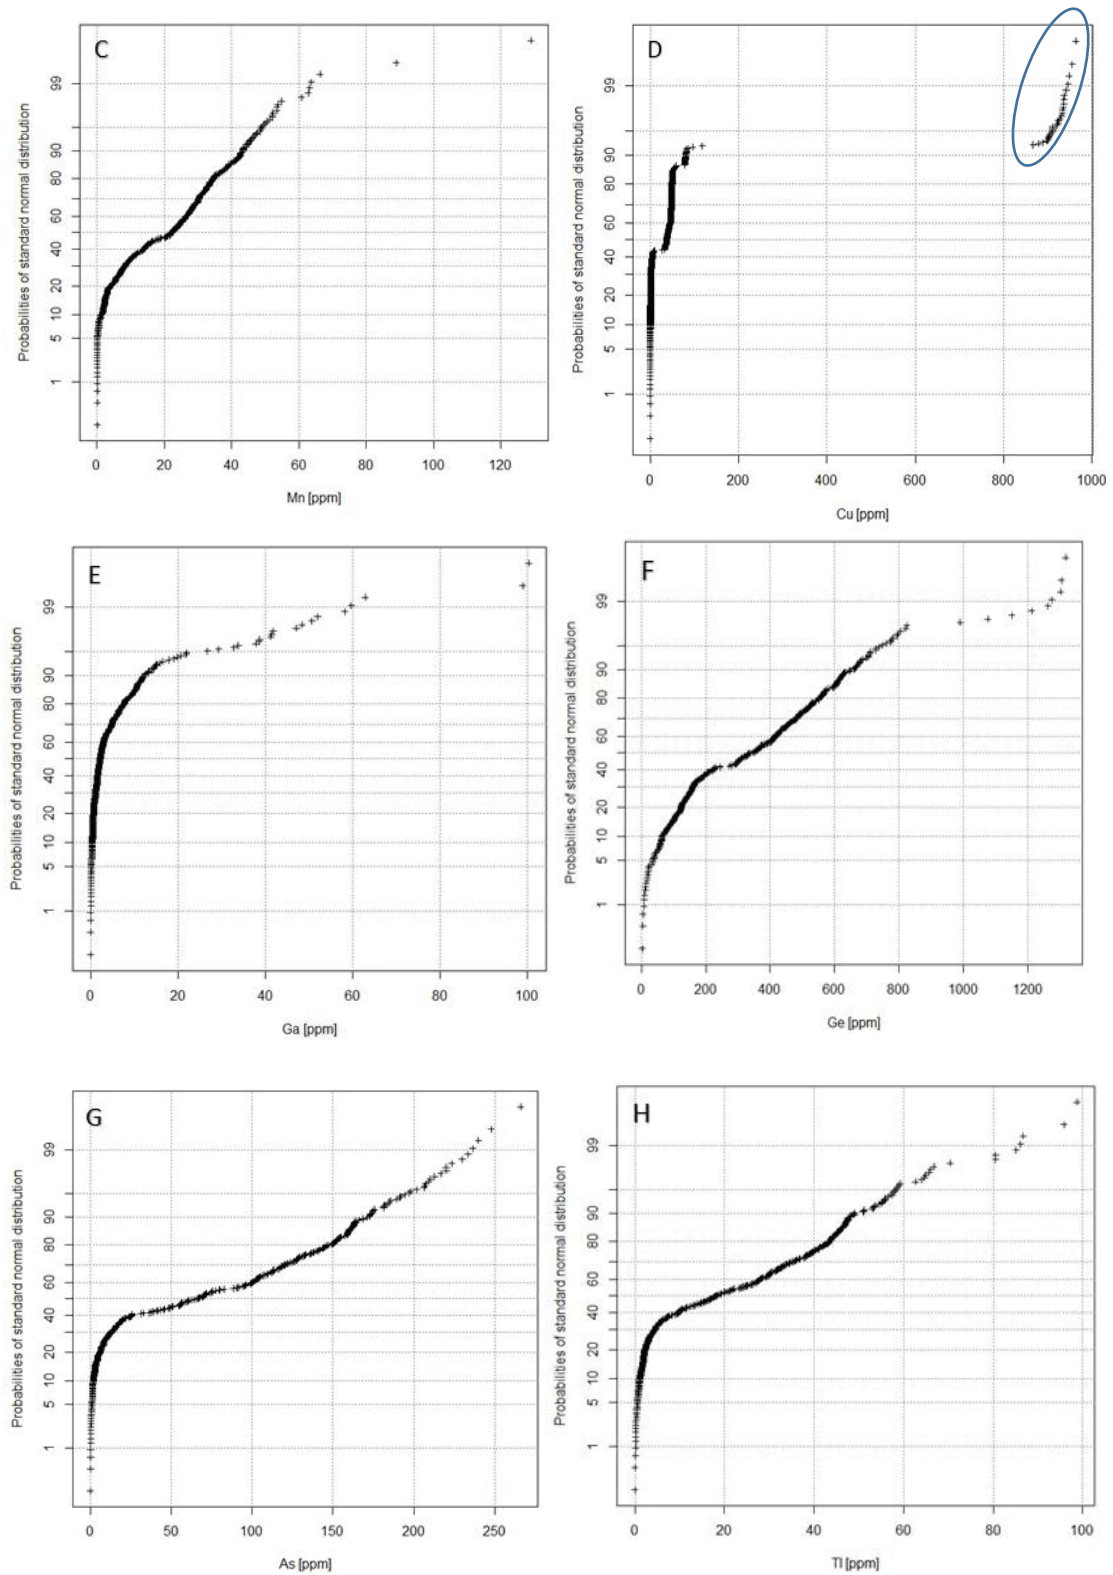 C
Probabilities of standard normal distribution
99
90
80
60
40
20
10
5
1
0 20 40 60 80 100 120
Mn [ppm]
D
Probabilities of standard normal distribution
99
90
80
60
40
20
10
5
1
0 200 400 600 800 1000
Cu [ppm]
E
Probabilities of standard normal distribution
99
90
80
60
40
20
10
5
1
0 20 40 60 80 100
Ga [ppm]
F
Probabilities of standard normal distribution
99
90
80
60
40
20
10
5
1
0 200 400 600 800 1000 1200
Ge [ppm]
G
Probabilities of standard normal distribution
99
90
80
60
40
20
10
5
1
0 50 100 150 200 250
As [ppm]
H
Probabilities of standard normal distribution
99
90
80
60
40
20
10
5
1
0 20 40 60 80 100
Tl [ppm]